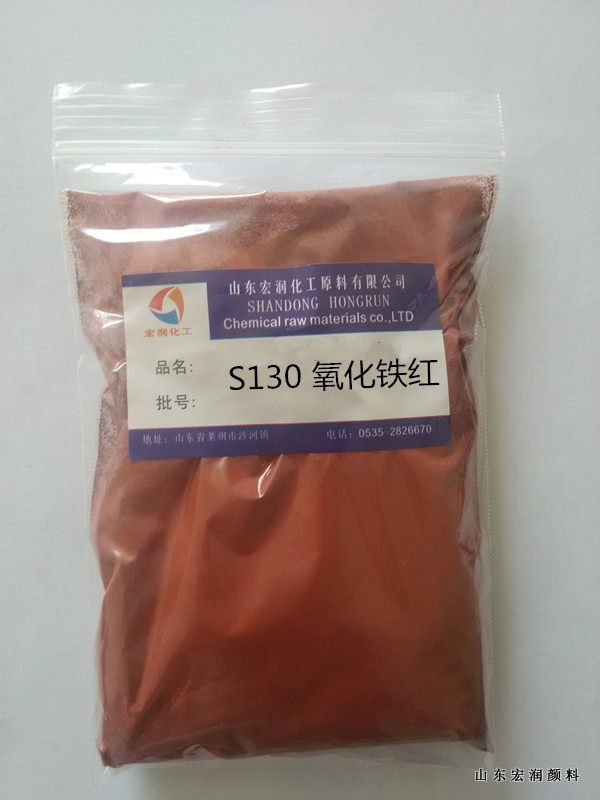 山东宏润化工原料有限公司
SHANDONG HONGRUN
Chemical raw materials co.,LTD
宏润化工
品名:
S130 氧化铁红
批号:
地址: 山东省莱州市沙河镇 电话: 0535-2826670
山东宏润颜料